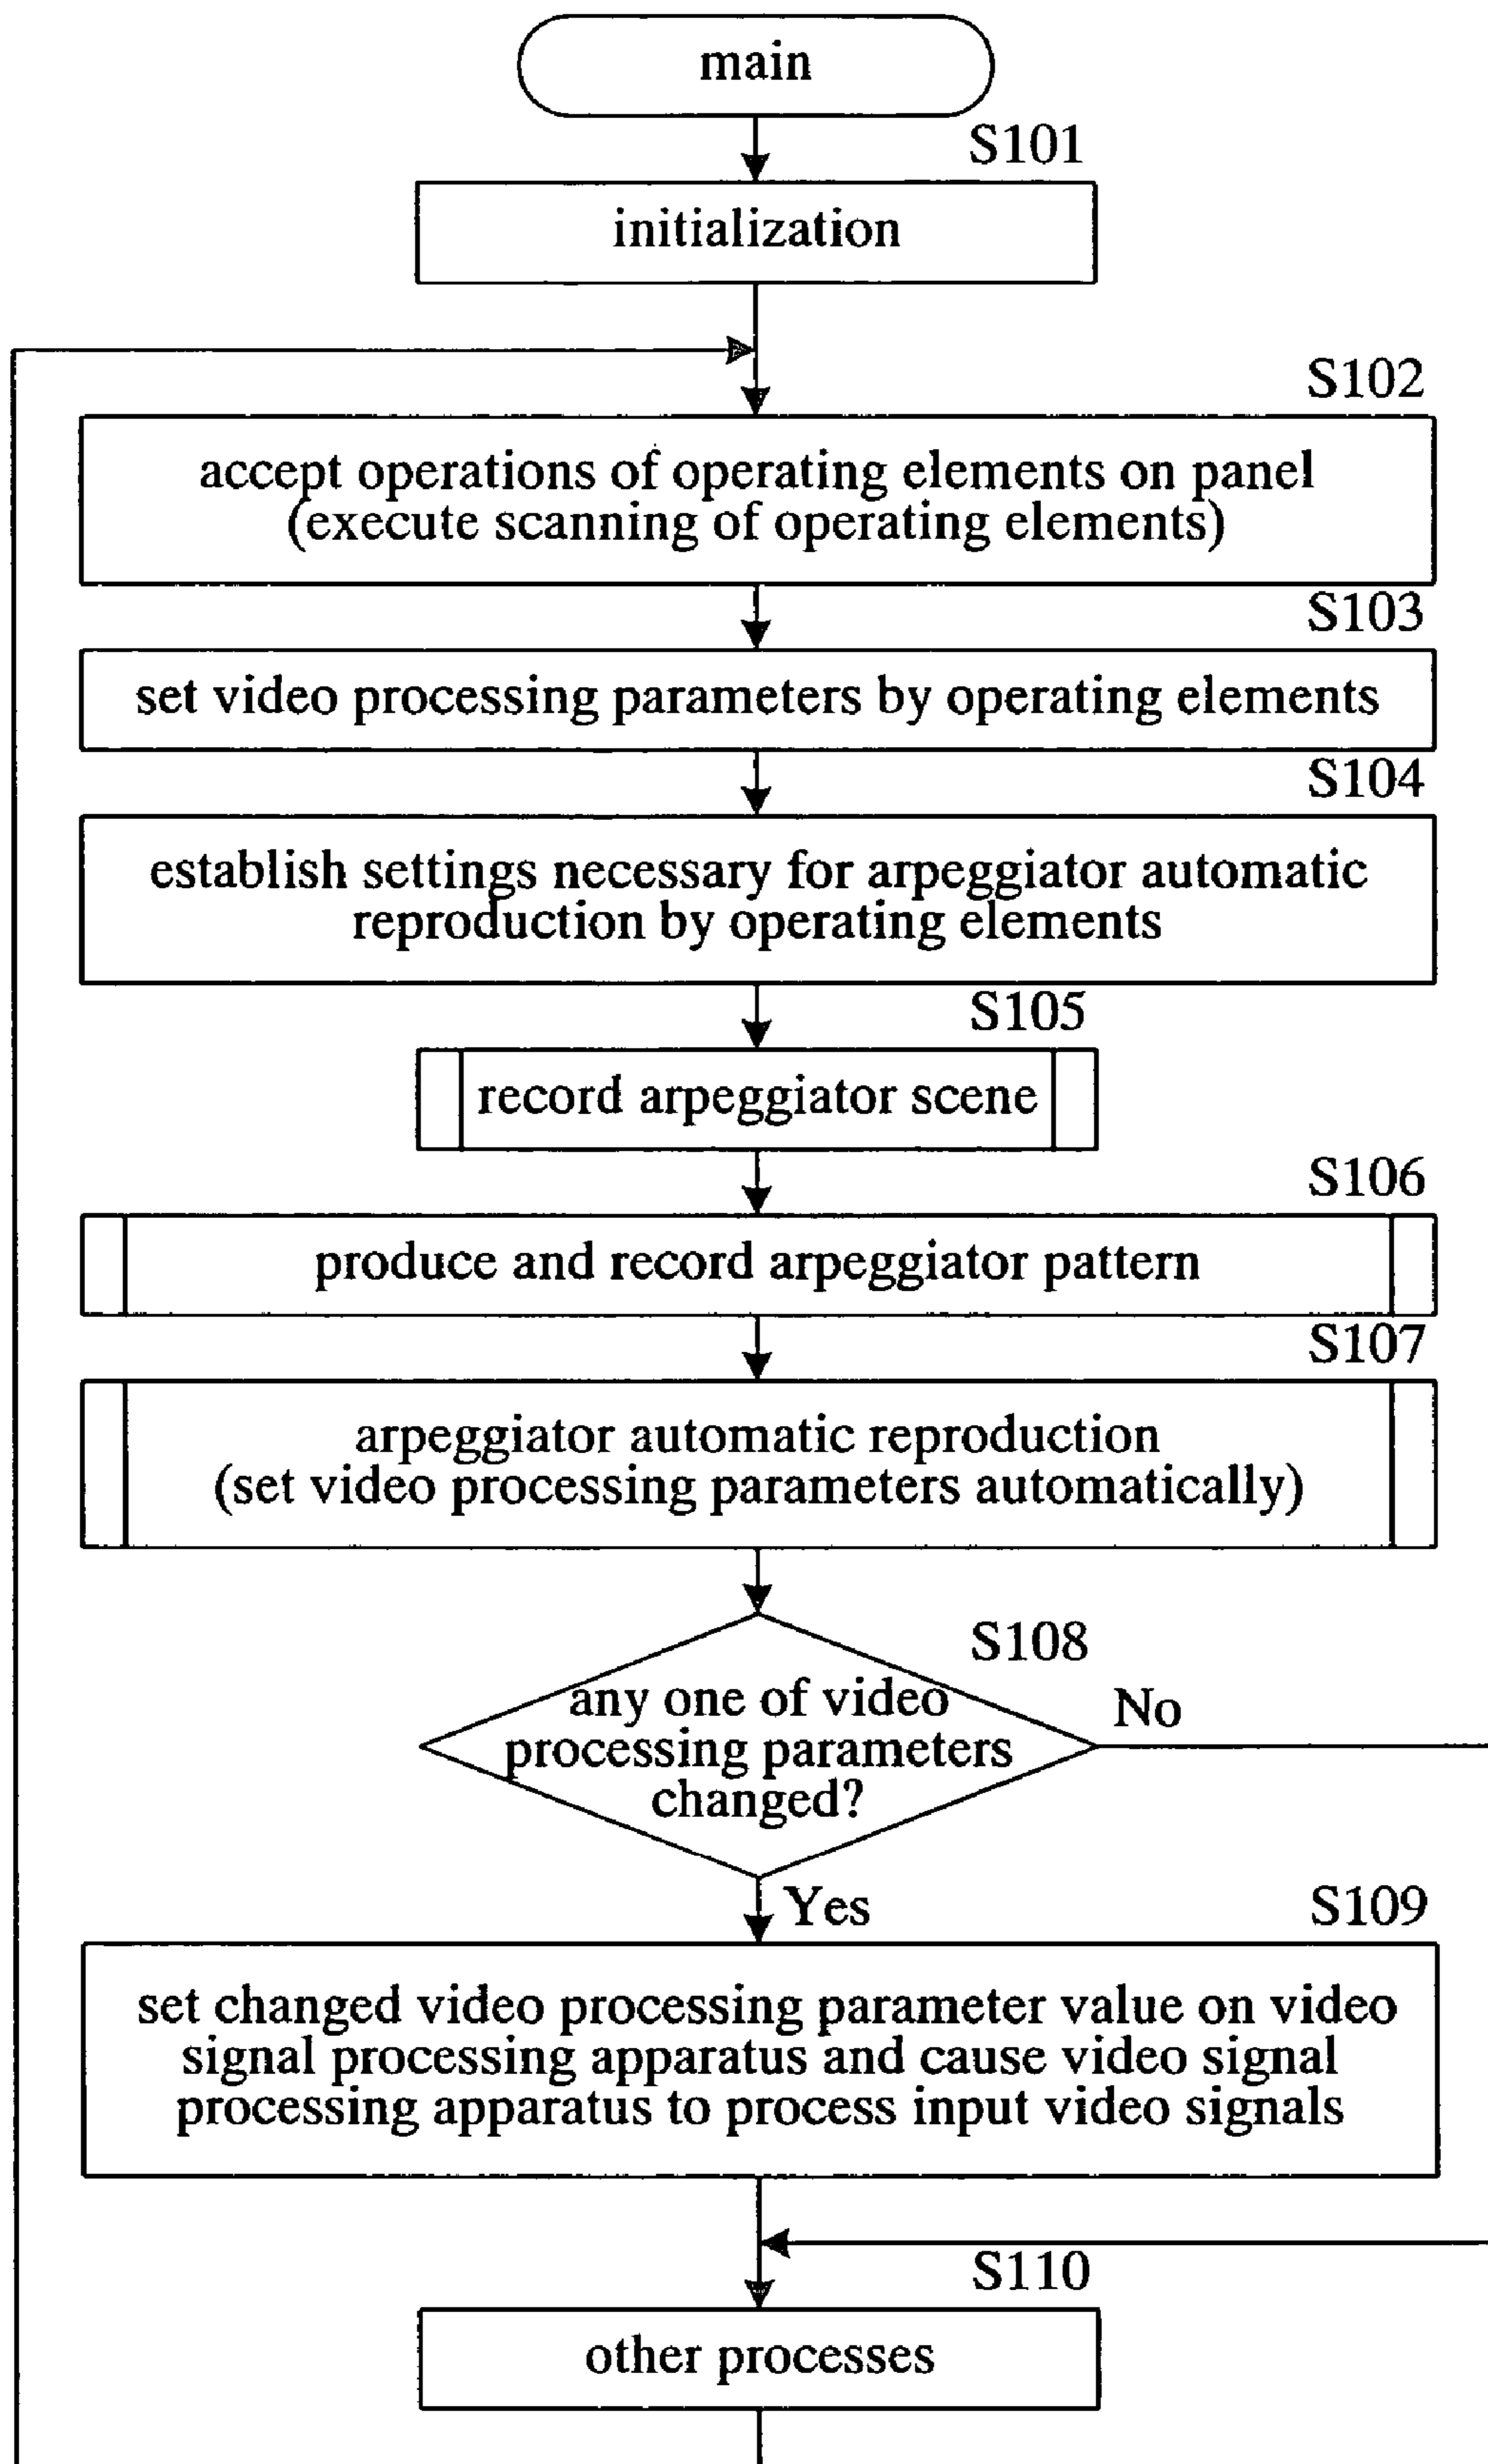 main
S101
initialization
S102
accept operations of operating elements on panel
(execute scanning of operating elements)
S103
set video processing parameters by operating elements
S104
establish settings necessary for arpeggiator automatic
reproduction by operating elements
S105
record arpeggiator scene
S106
produce and record arpeggiator pattern
S107
arpeggiator automatic reproduction
(set video processing parameters automatically)
S108
any one of video
processing parameters
changed?
No
Yes
S109
set changed video processing parameter value on video
signal processing apparatus and cause video signal
processing apparatus to process input video signals
S110
other processes